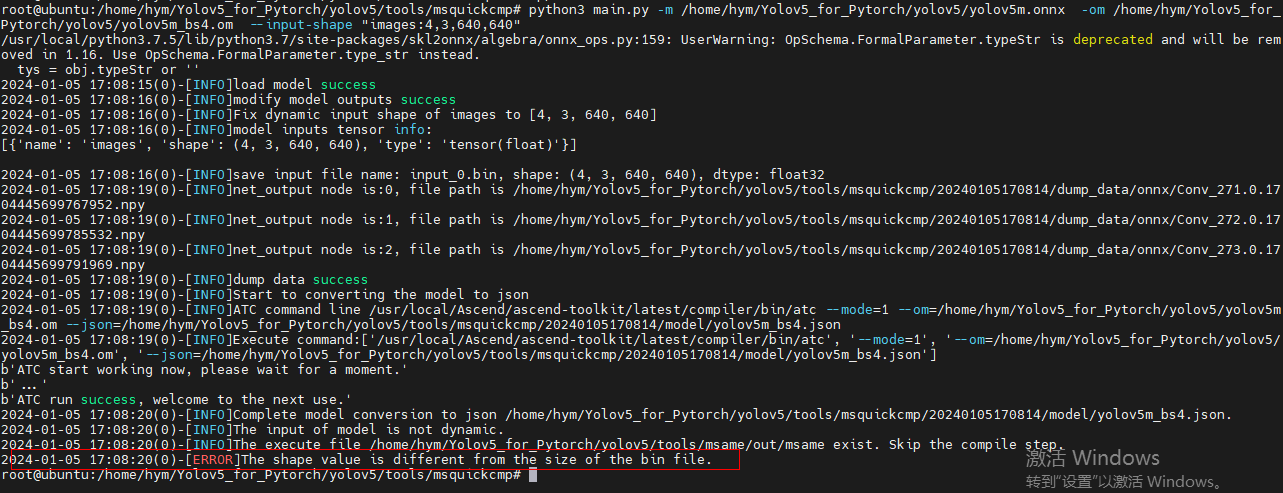 root@ubuntu:/home/hym/Yolov5_for_Pytorch/yolov5/tools/msquickcmp# python3 main.py -m /home/hym/Yolov5_for_Pytorch/yolov5/yolov5m.onnx  -om /home/hym/Yolov5_for_
Pytorch/yolov5/yolov5m_bs4.om  --input-shape "images:4,3,640,640"
/usr/local/python3.7.5/lib/python3.7/site-packages/skl2onnx/algebra/onnx_ops.py:159: UserWarning: OpSchema.FormalParameter.typeStr is deprecated and will be rem
oved in 1.16. Use OpSchema.FormalParameter.type_str instead.
  tys = obj.typeStr or ''
2024-01-05 17:08:15(0)-[INFO]load model success
2024-01-05 17:08:16(0)-[INFO]modify model outputs success
2024-01-05 17:08:16(0)-[INFO]Fix dynamic input shape of images to [4, 3, 640, 640]
2024-01-05 17:08:16(0)-[INFO]model inputs tensor info:
[{'name': 'images', 'shape': (4, 3, 640, 640), 'type': 'tensor(float)'}]

2024-01-05 17:08:16(0)-[INFO]save input file name: input_0.bin, shape: (4, 3, 640, 640), dtype: float32
2024-01-05 17:08:19(0)-[INFO]net_output node is:0, file path is /home/hym/Yolov5_for_Pytorch/yolov5/tools/msquickcmp/20240105170814/dump_data/onnx/Conv_271.0.17
04445699767952.npy
2024-01-05 17:08:19(0)-[INFO]net_output node is:1, file path is /home/hym/Yolov5_for_Pytorch/yolov5/tools/msquickcmp/20240105170814/dump_data/onnx/Conv_272.0.17
04445699785532.npy
2024-01-05 17:08:19(0)-[INFO]net_output node is:2, file path is /home/hym/Yolov5_for_Pytorch/yolov5/tools/msquickcmp/20240105170814/dump_data/onnx/Conv_273.0.17
04445699791969.npy
2024-01-05 17:08:19(0)-[INFO]dump data success
2024-01-05 17:08:19(0)-[INFO]Start to converting the model to json
2024-01-05 17:08:19(0)-[INFO]ATC command line /usr/local/Ascend/ascend-toolkit/latest/compiler/bin/atc --mode=1 --om=/home/hym/Yolov5_for_Pytorch/yolov5/yolov5m
_bs4.om --json=/home/hym/Yolov5_for_Pytorch/yolov5/tools/msquickcmp/20240105170814/model/yolov5m_bs4.json
2024-01-05 17:08:19(0)-[INFO]Execute command:['/usr/local/Ascend/ascend-toolkit/latest/compiler/bin/atc', '--mode=1', '--om=/home/hym/Yolov5_for_Pytorch/yolov5/
yolov5m_bs4.om', '--json=/home/hym/Yolov5_for_Pytorch/yolov5/tools/msquickcmp/20240105170814/model/yolov5m_bs4.json']
b'ATC start working now, please wait for a moment.'
b'...'
b'ATC run success, welcome to the next use.'
2024-01-05 17:08:20(0)-[INFO]Complete model conversion to json /home/hym/Yolov5_for_Pytorch/yolov5/tools/msquickcmp/20240105170814/model/yolov5m_bs4.json.
2024-01-05 17:08:20(0)-[INFO]The input of model is not dynamic.
2024-01-05 17:08:20(0)-[INFO]The execute file /home/hym/Yolov5_for_Pytorch/yolov5/tools/msame/out/msame exist. Skip the compile step.
2024-01-05 17:08:20(0)-[ERROR]The shape value is different from the size of the bin file.
root@ubuntu:/home/hym/Yolov5_for_Pytorch/yolov5/tools/msquickcmp#
激活 Windows
转到“设置”以激活 Windows。